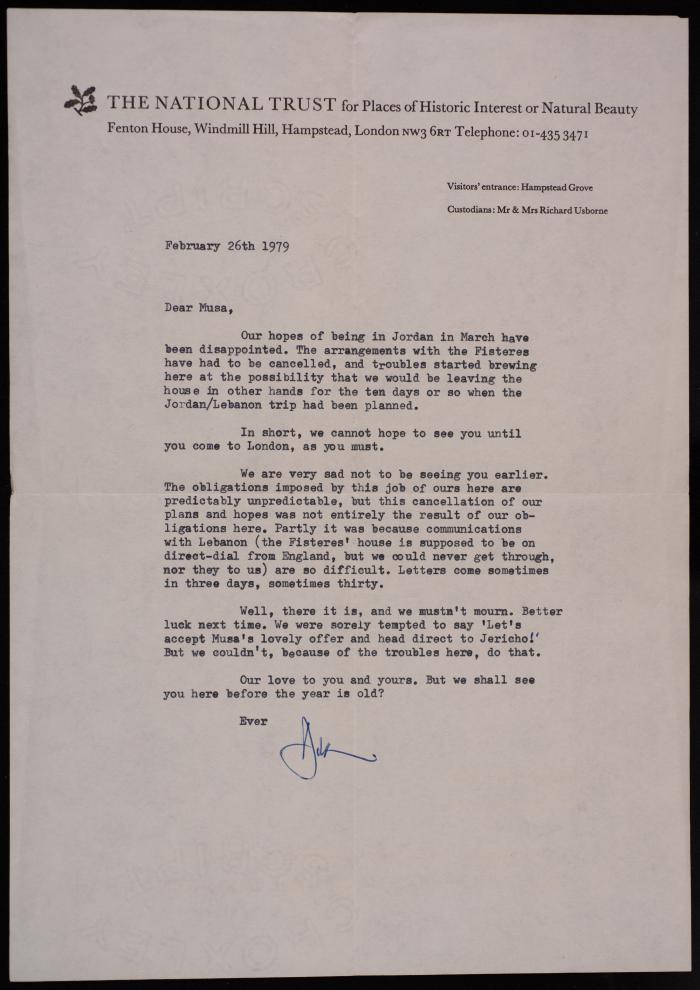 THE NATIONAL TRUST for Places of Historic Interest or Natural Beauty
Fenton House, Windmill Hill, Hampstead, London NW3 6RT Telephone: 01-435 3471
Visitors' entrance: Hampstead Grove
Custodians: Mr & Mrs Richard Usborne
February 26th 1979
Dear Musa,
Our hopes of being in Jordan in March have
been disappointed. The arrangements with the Fisteres
have had to be cancelled, and troubles started brewing
here at the possibility that we would be leaving the
house in other hands for the ten days or so when the
Jordan/Lebanon trip had been planned.
In short, we cannot hope to see you until
you come to London, as you must.
We are very sad not to be seeing you earlier.
The obligations imposed by this job of ours here are
predictably unpredictable, but this cancellation of our
plans and hopes was not entirely the result of our ob-
ligations here. Partly it was because communications
with Lebanon (the Fisteres' house is supposed to be on
direct-dial from England, but we could never get through,
nor they to us) are so difficult. Letters come sometimes
in three days, sometimes thirty.
Well, there it is, and we mustn't mourn. Better
luck next time. We were sorely tempted to say 'Let's
accept Musa's lovely offer and head direct to Jericho!'
But we couldn't, because of the troubles here, do that.
Our love to you and yours. But we shall see
you here before the year is old?
Ever